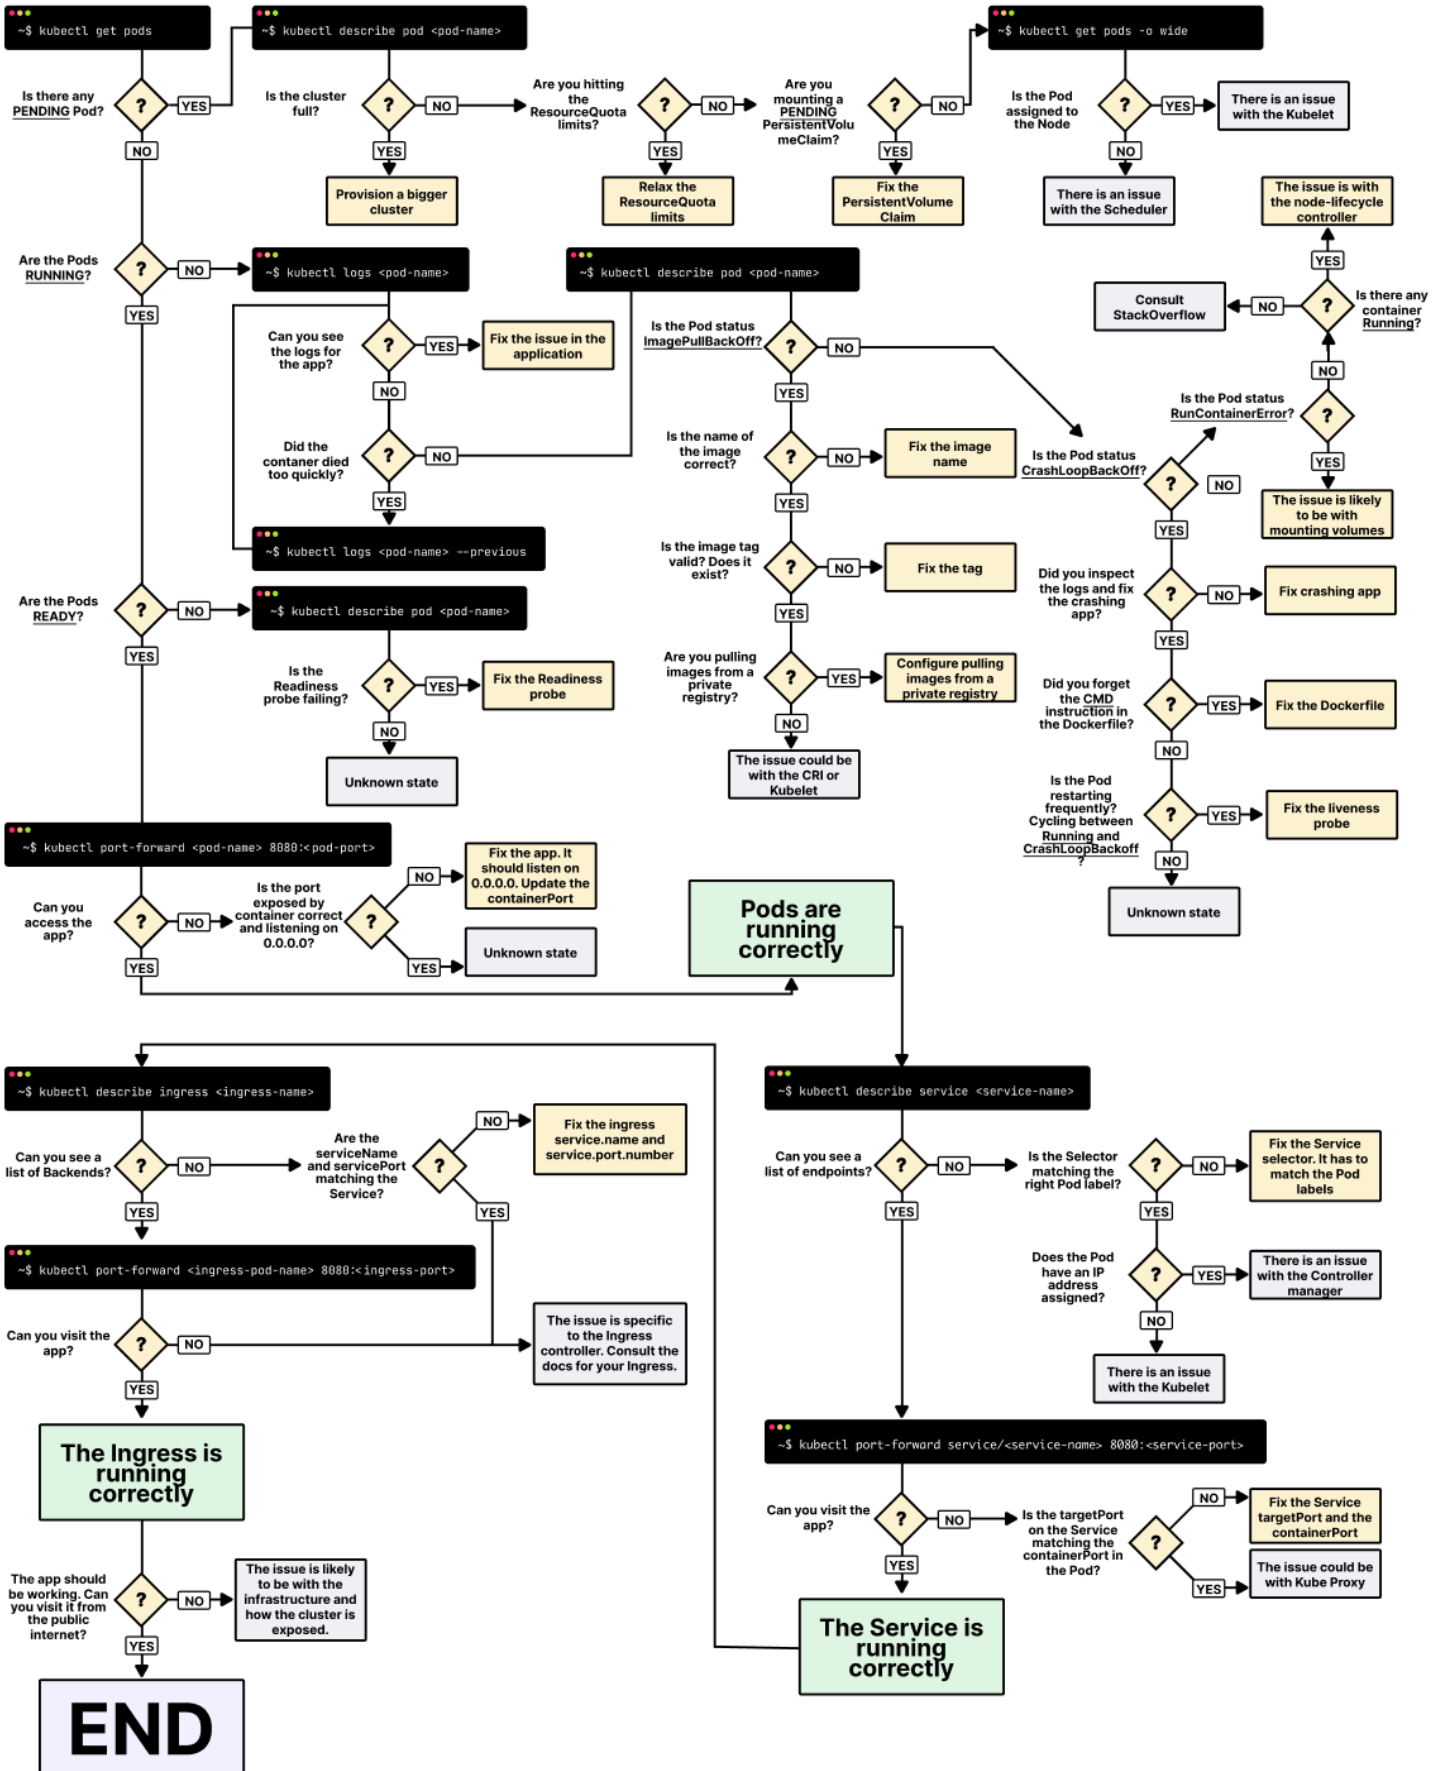 ~$ kubectl get pods
Is there any
PENDING Pod?
?
YES
NO
~$ kubectl describe pod <pod-name>
Is the cluster
full?
?
NO
YES
Provision a bigger
cluster
Are you hitting
the
ResourceQuota
limits?
?
NO
YES
Relax the
ResourceQuota
limits
Are you
mounting a
PENDING
PersistentVolu
meClaim?
?
NO
YES
Fix the
PersistentVolume
Claim
~$ kubectl get pods -o wide
Is the Pod
assigned to
the Node
?
YES
There is an issue
with the Kubelet
NO
There is an issue
with the Scheduler
Are the Pods
RUNNING?
?
NO
YES
~$ kubectl logs <pod-name>
Can you see
the logs for
the app?
?
YES
Fix the issue in the
application
NO
Did the
contaner died
too quickly?
?
NO
YES
~$ kubectl logs <pod-name> --previous
~$ kubectl describe pod <pod-name>
Is the Pod status
ImagePullBackOff?
?
NO
YES
Is the name of
the image
correct?
?
NO
Fix the image
name
YES
Is the image tag
valid? Does it
exist?
?
NO
Fix the tag
YES
Are you pulling
images from a
private
registry?
?
YES
Configure pulling
images from a
private registry
NO
The issue could be
with the CRI or
Kubelet
Is the Pod status
CrashLoopBackOff?
?
NO
YES
Did you inspect
the logs and fix
the crashing
app?
?
NO
Fix crashing app
YES
Did you forget
the CMD
instruction in
the Dockerfile?
?
YES
Fix the Dockerfile
NO
Is the Pod
restarting
frequently?
Cycling between
Running and
CrashLoopBackoff
?
?
YES
Fix the liveness
probe
NO
Unknown state
Is the Pod status
RunContainerError?
?
YES
The issue is likely
to be with
mounting volumes
NO
Is there any
container
Running?
?
NO
Consult
StackOverflow
YES
The issue is with
the node-lifecycle
controller
Are the Pods
READY?
?
NO
YES
~$ kubectl describe pod <pod-name>
Is the
Readiness
probe failing?
?
YES
Fix the Readiness
probe
NO
Unknown state
~$ kubectl port-forward <pod-name> 8080:<pod-port>
Can you
access the
app?
?
NO
YES
Is the port
exposed by
container correct
and listening on
0.0.0.0?
?
NO
Fix the app. It
should listen on
0.0.0.0. Update the
containerPort
YES
Unknown state
Pods are
running
correctly
~$ kubectl describe service <service-name>
Can you see a
list of endpoints?
?
NO
YES
Is the Selector
matching the
right Pod label?
?
NO
Fix the Service
selector. It has to
match the Pod
labels
YES
Does the Pod
have an IP
address
assigned?
?
YES
There is an issue
with the Controller
manager
NO
There is an issue
with the Kubelet
~$ kubectl port-forward service/<service-name> 8080:<service-port>
Can you visit the
app?
?
NO
YES
Is the targetPort
on the Service
matching the
containerPort in
the Pod?
?
NO
Fix the Service
targetPort and the
containerPort
YES
The issue could be
with Kube Proxy
The Service is
running
correctly
~$ kubectl describe ingress <ingress-name>
Can you see a
list of Backends?
?
NO
YES
Are the
serviceName
and servicePort
matching the
Service?
?
NO
Fix the ingress
service.name and
service.port.number
YES
~$ kubectl port-forward <ingress-pod-name> 8080:<ingress-port>
Can you visit the
app?
?
NO
The issue is specific
to the Ingress
controller. Consult the
docs for your Ingress.
YES
The Ingress is
running
correctly
The app should
be working. Can
you visit it from
the public
internet?
?
NO
The issue is likely
to be with the
infrastructure and
how the cluster is
exposed.
YES
END